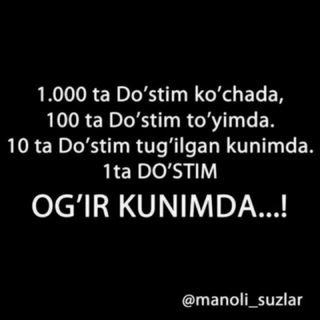 1.000 ta Do’stim ko’chada,
100 ta Do’stim to’yimda.
10 ta Do’stim tug’ilgan kunimda.
1ta DO’STIM
OG’IR KUNIMDA...!
@manoli_suzlar